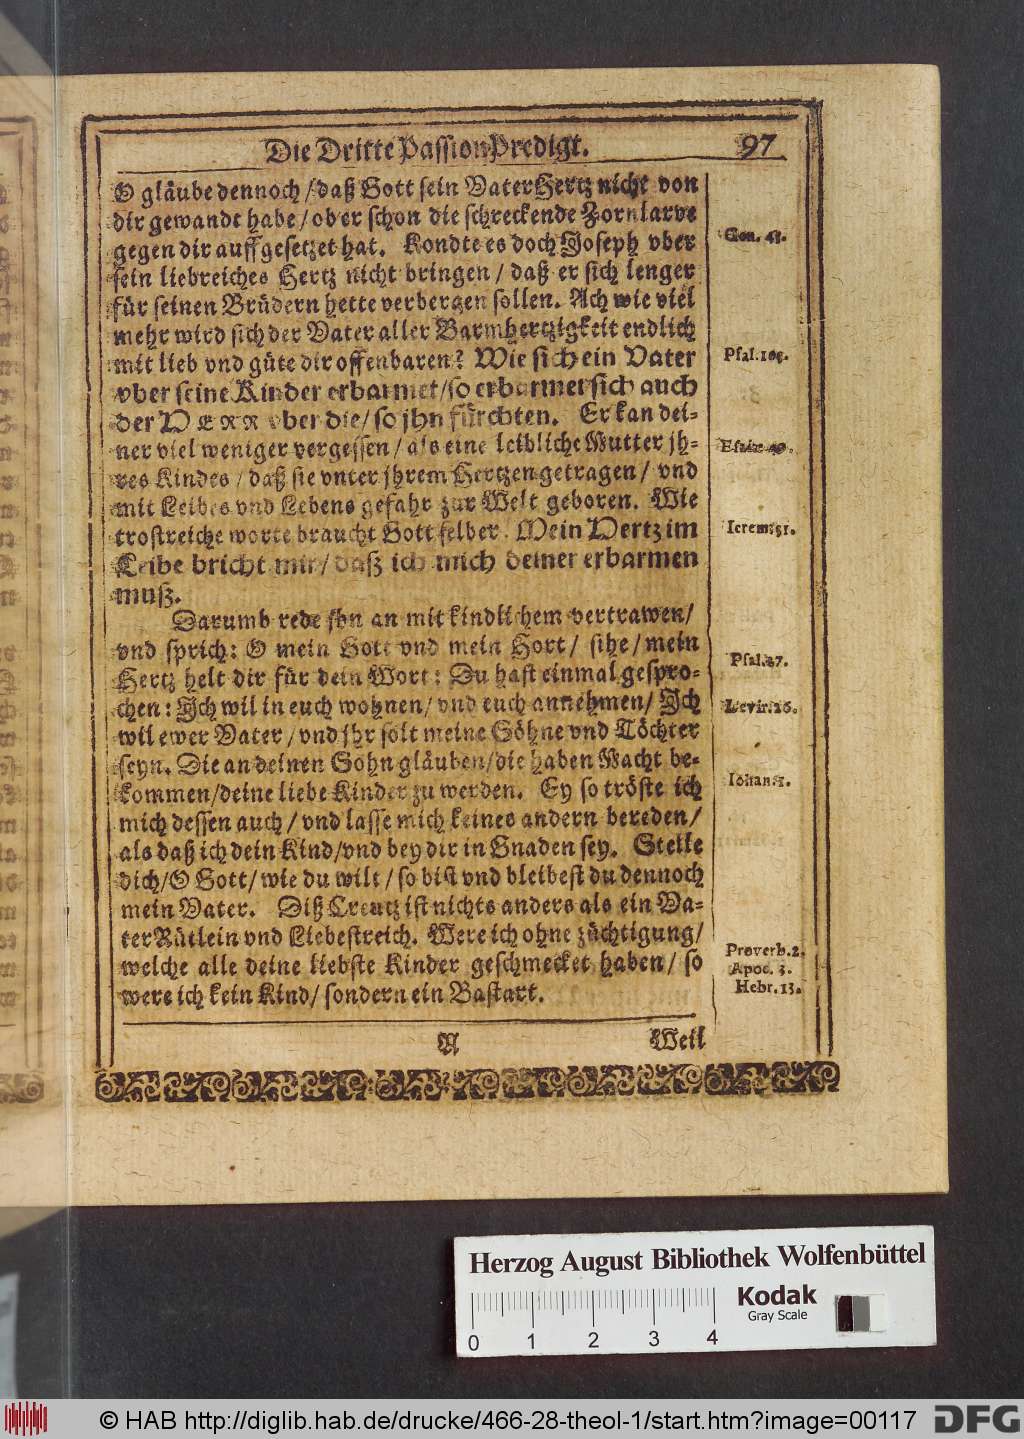 Die Dritte PassionPredigt. 97
O gläube dennoch / daß Gott sein VaterHertz nicht von
dir gewandt habe / ob er schon die schreckende Zornlarve
gegen dir auffgesetzet hat. Kondte es doch Joseph vber
Gen. 45.
sein liebreiches Hertz nicht bringen / daß er sich lenger
für seinen Brüdern hette verbergen sollen. Ach wie viel
mehr wird sich der Vater aller Barmhertzigkeit endlich
mit lieb vnd güte dir offenbaren? Wie sich ein Vater
Psal. 103.
vber seine Kinder erbarmet / so erbarmet sich auch
der HERR vber die / so jhn fürchten. Er kan dei-
ner viel weniger vergessen / als eine leibliche Mutter jh-
Esaiæ 49.
res Kindes / daß sie vnter jhrem Hertzen getragen / vnd
mit Leibes vnd Lebens gefahr zur Welt geboren. Wie
trostreiche worte braucht Gott selber. Mein Hertz im
Ierem. 31.
Leibe bricht mir / daß ich mich deiner erbarmen
muß.
Darumb rede jhn an mit kindlichem vertrawen /
vnd sprich: O mein Gott vnd mein Hort / sihe / mein
Psal. 27.
Hertz helt dir für dein Wort: Du hast einmal gespro-
chen: Jch wil in euch wohnen / vnd euch annehmen / Jch
Levit. 26.
wil ewer Vater / vnd jhr solt meine Söhne vnd Töchter
seyn. Die an deinen Sohn gläuben / die haben Macht be-
Iohan. 1.
kommen / deine liebe Kinder zu werden. Ey so tröste ich
mich dessen auch / vnd lasse mich keines andern bereden /
als daß ich dein Kind / vnd bey dir in Gnaden sey. Stelle
dich / O Gott / wie du wilt / so bist vnd bleibest du dennoch
mein Vater. Diß Creutz ist nichts anders als ein Va-
ter Rütlein vnd Liebestreich. Were ich ohne züchtigung /
Proverb. 2.
welche alle deine liebste Kinder geschmecket haben / so
Apoc. 3.
were ich kein Kind / sondern ein Bastart.
Hebr. 13.
N Weil
Herzog August Bibliothek Wolfenbüttel
Kodak
Gray Scale
0 1 2 3 4
© HAB http://diglib.hab.de/drucke/466-28-theol-1/start.htm?image=00117
DFG